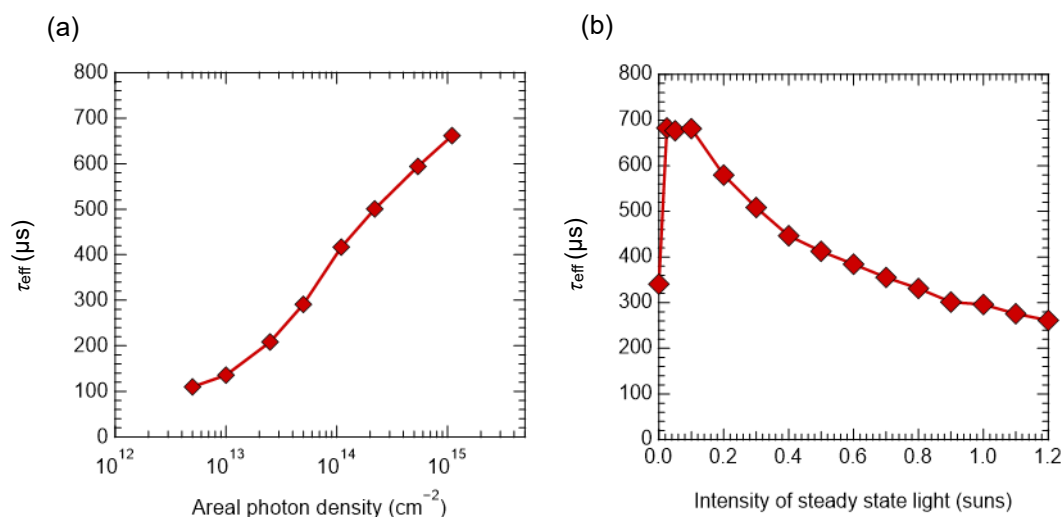 (a)
800
700
600
500
400
300
200
100
0
τeff (μs)
10^12 10^13 10^14 10^15
Areal photon density (cm^−2)
(b)
800
700
600
500
400
300
200
100
0
τeff (μs)
0.0 0.2 0.4 0.6 0.8 1.0 1.2
Intensity of steady state light (suns)